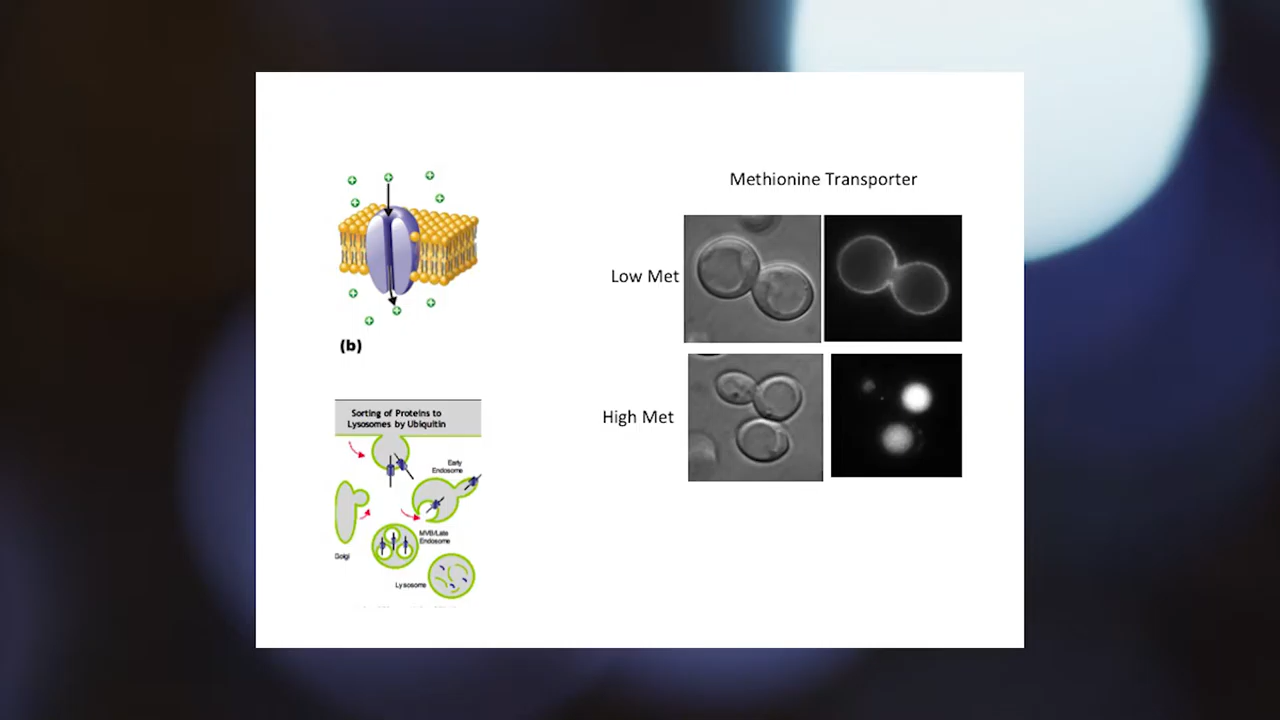 Methionine Transporter
Low Met
High Met
(b)
Sorting of Proteins to
Lysosomes by Ubiquitin
Early
Endosome
MVB/Late
Endosome
Golgi
Lysosome